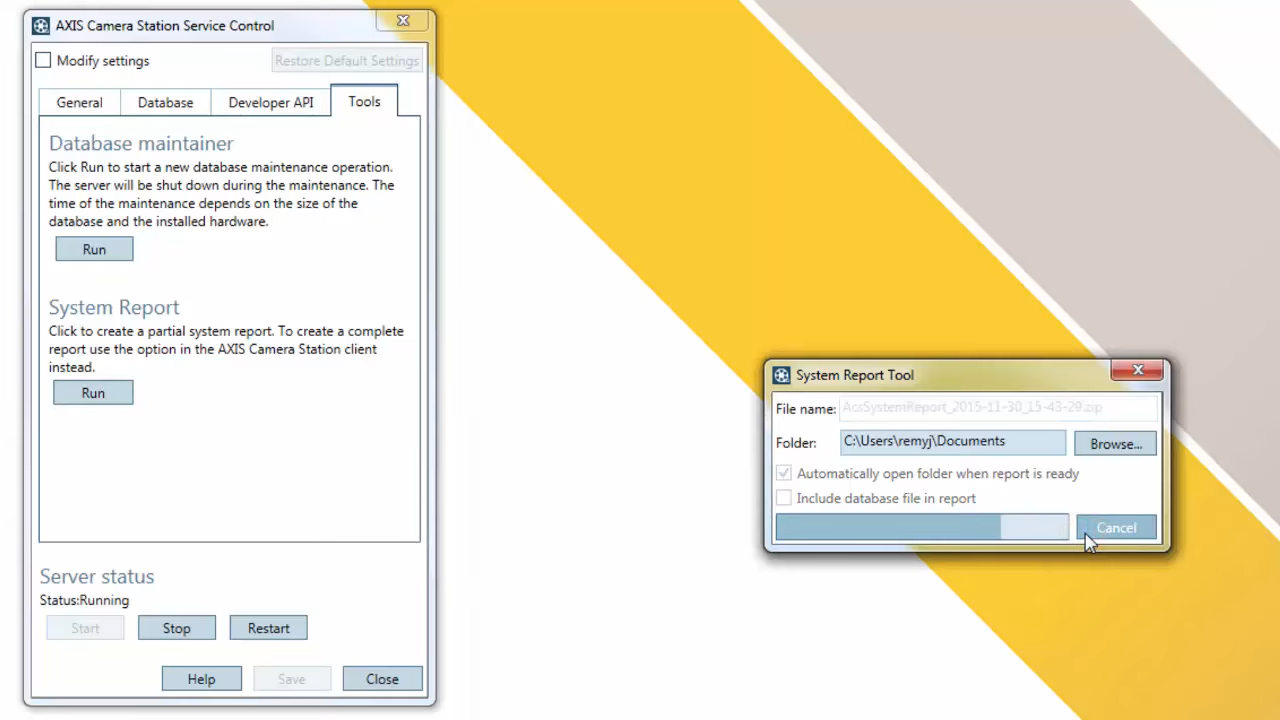 AXIS Camera Station Service Control
Modify settings
Restore Default Settings
General
Database
Developer API
Tools
Database maintainer
Click Run to start a new database maintenance operation.
The server will be shut down during the maintenance. The
time of the maintenance depends on the size of the
database and the installed hardware.
Run
System Report
Click to create a partial system report. To create a complete
report use the option in the AXIS Camera Station client
instead.
Run
Server status
Status:Running
Start
Stop
Restart
Help
Save
Close
System Report Tool
File name:
AcsSystemReport_2015-11-30_15-43-29.zip
Folder:
C:\Users\remyj\Documents
Browse...
Automatically open folder when report is ready
Include database file in report
Cancel